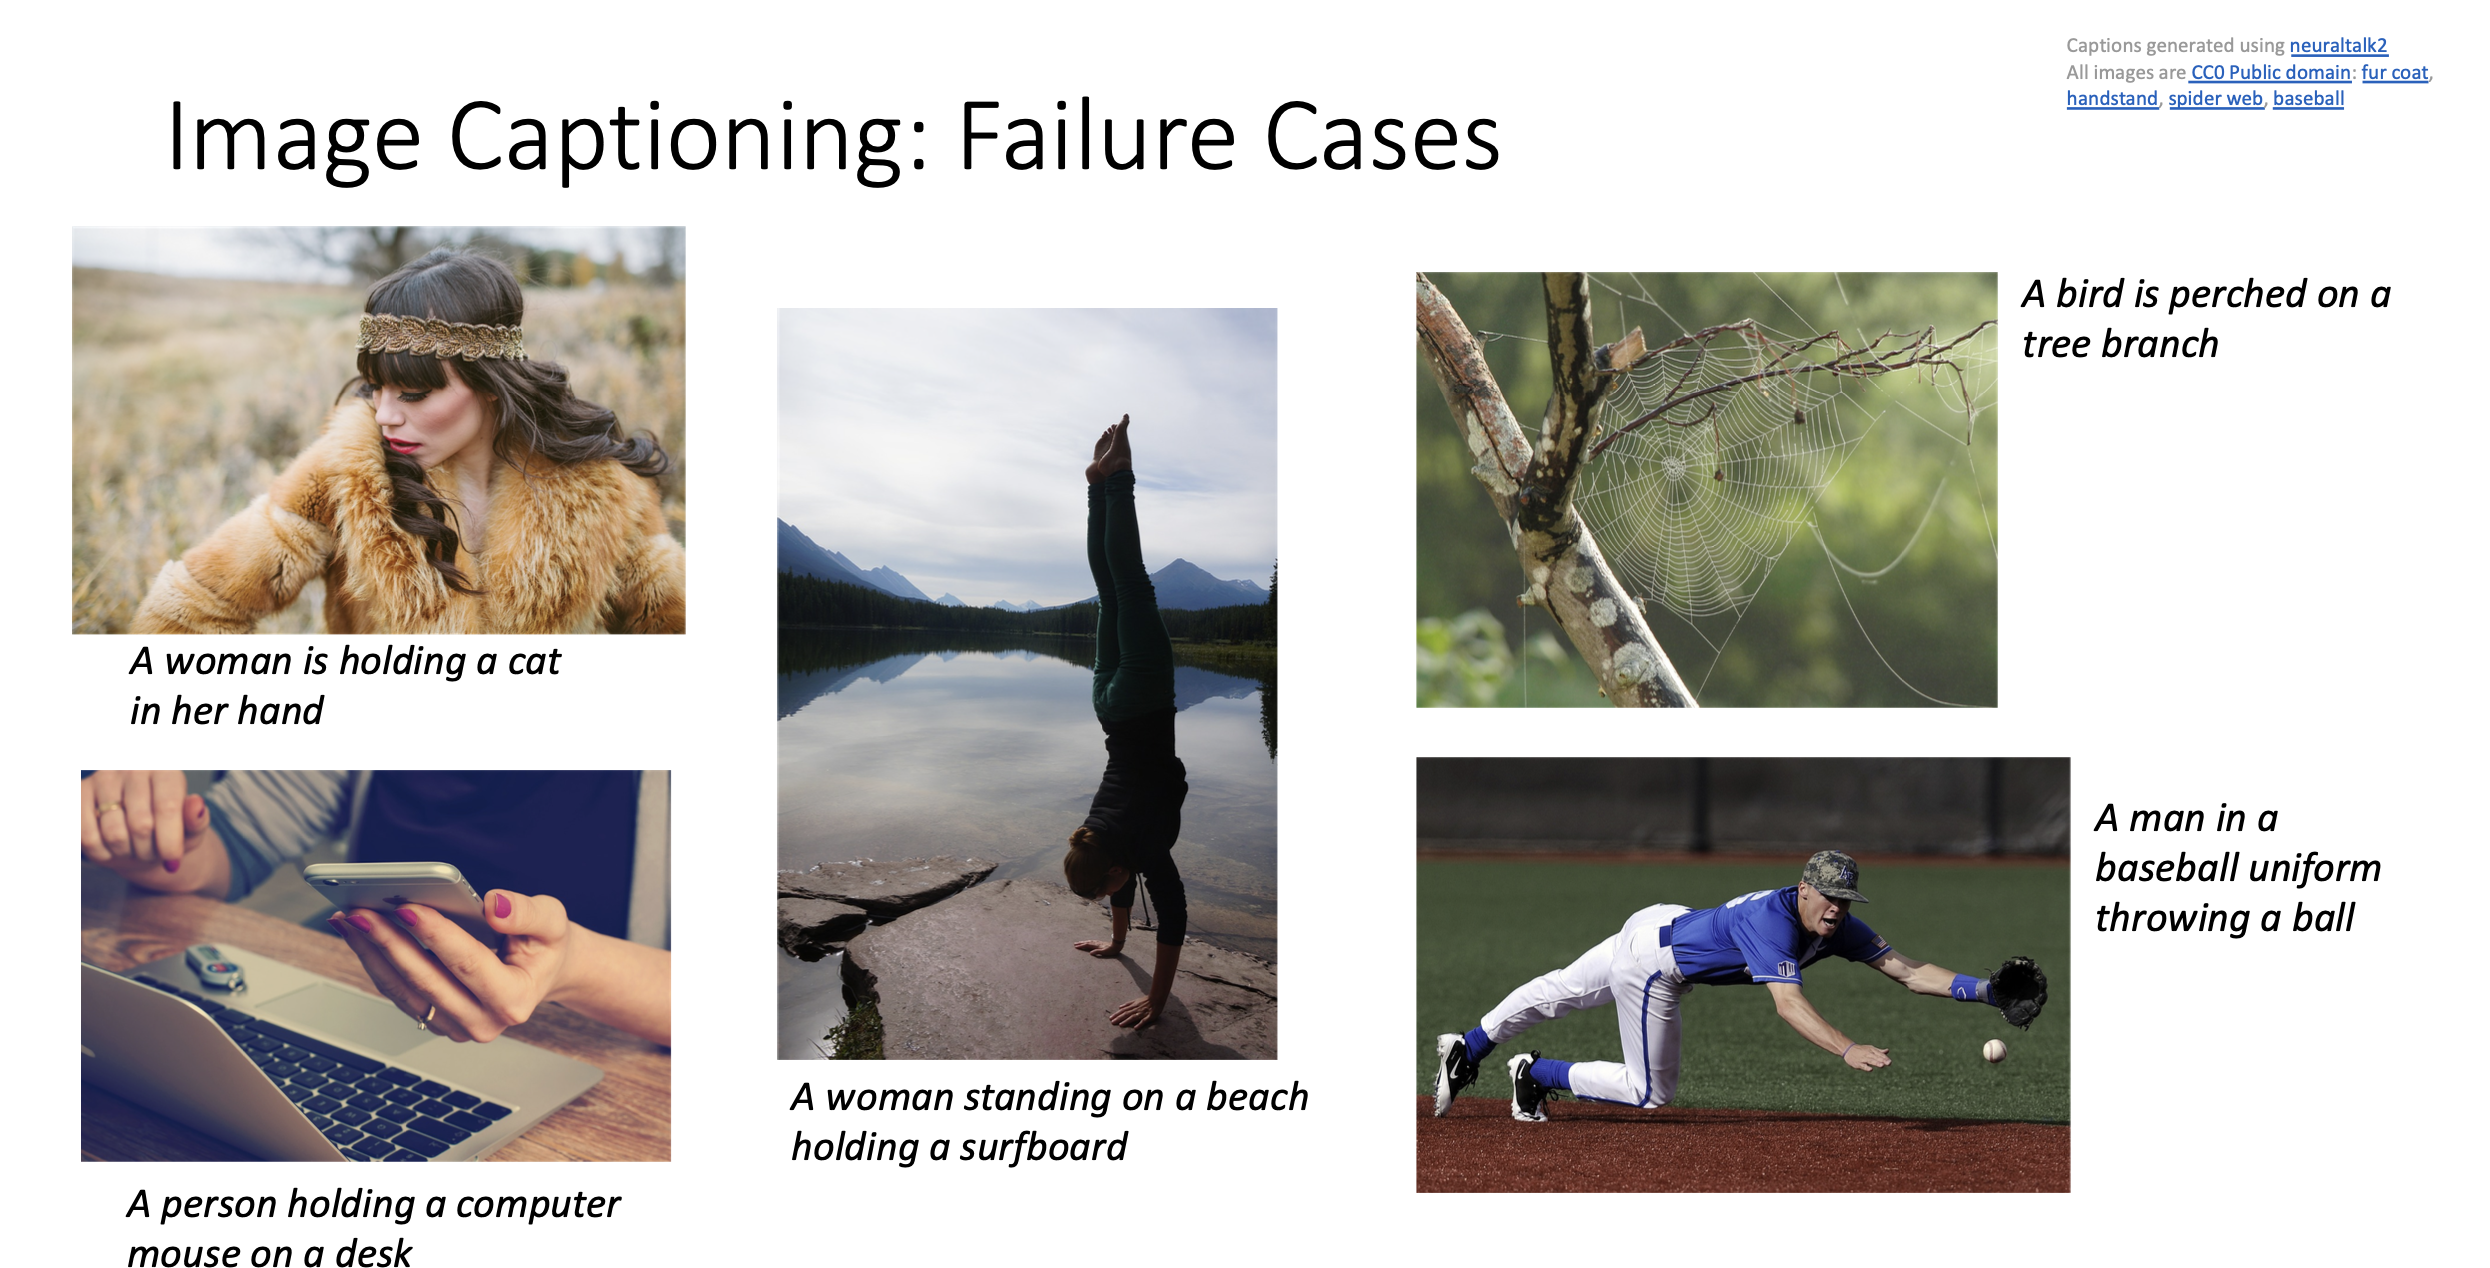 Captions generated using neuraltalk2
All images are CC0 Public domain: fur coat,
handstand, spider web, baseball
Image Captioning: Failure Cases
A woman is holding a cat
in her hand
A person holding a computer
mouse on a desk
A woman standing on a beach
holding a surfboard
A bird is perched on a
tree branch
A man in a
baseball uniform
throwing a ball